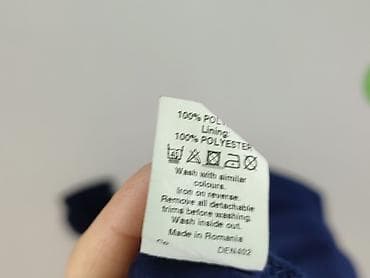 100% POLY
Lining:
100% POLYESTER
40
Wash with similar
colours.
Iron on reverse.
Remove all detachable
trims before washing.
Wash inside out.
Made in Romania
DEN402